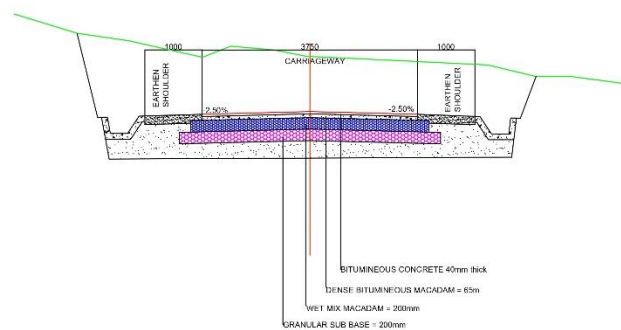 1000 3750 1000
CARRIAGEWAY
EARTHEN
SHOULDER
EARTHEN
SHOULDER
2.50% -2.50%
BITUMINEOUS CONCRETE 40mm thick
DENSE BITUMINEOUS MACADAM = 65m
WET MIX MACADAM = 200mm
GRANULAR SUB BASE = 200mm